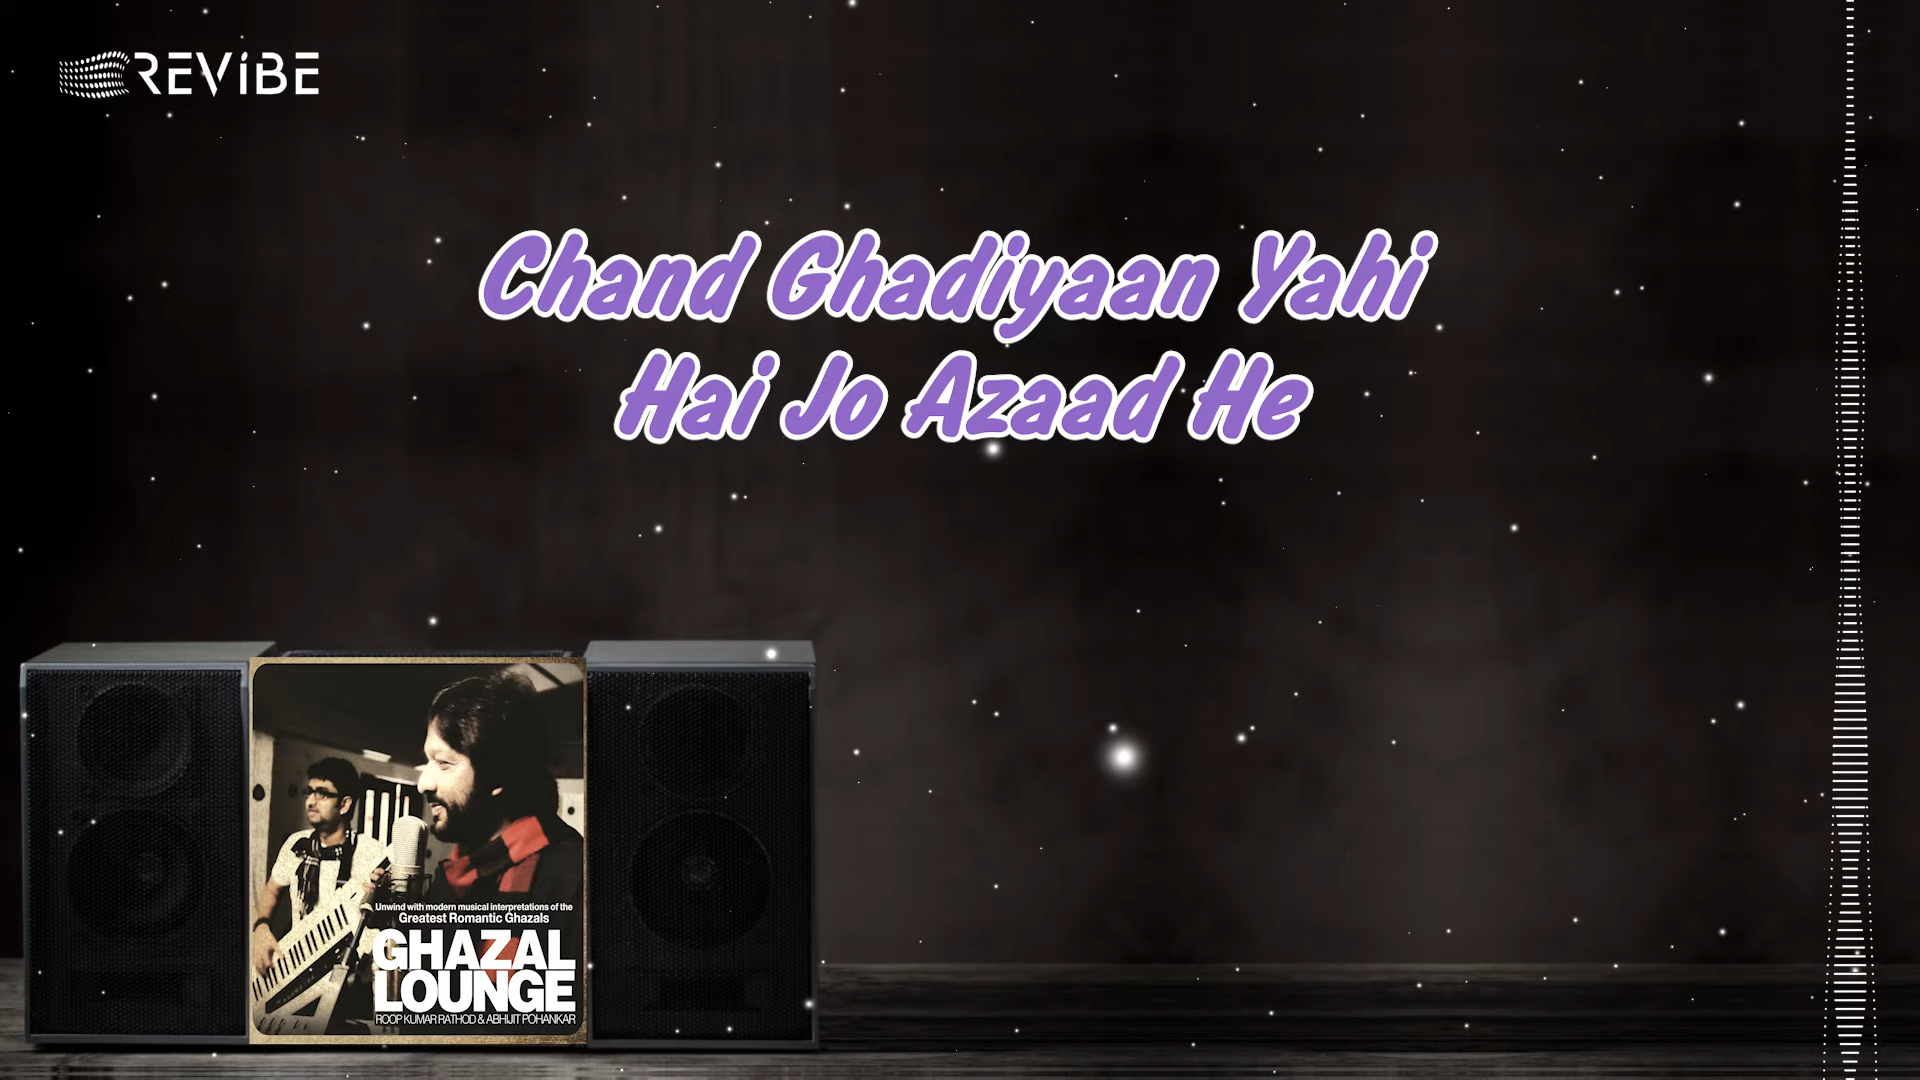 REViBE
Chand Ghadiyaan Yahi
Hai Jo Azaad He
Unwind with modern musical interpretations of the
Greatest Romantic Ghazals
GHAZAL
LOUNGE
ROOP KUMAR RATHOD & ABHIJIT POHANKAR